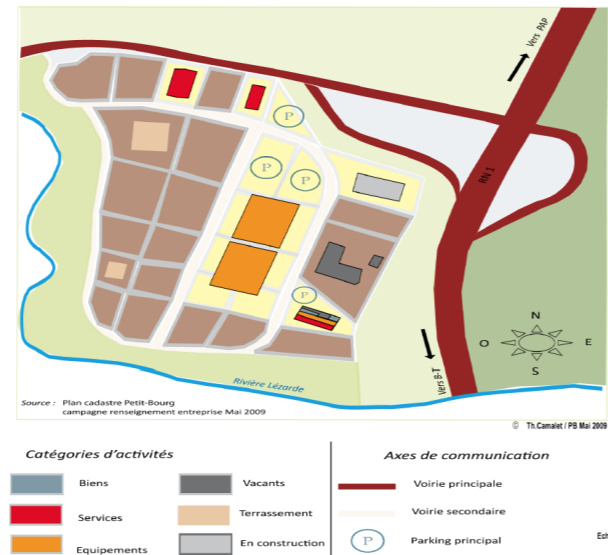 Vers PAP
P
P
P
RN 1
P
N
O
E
S
Vers B-T
Rivière Lézarde
Source : Plan cadastre Petit-Bourg
campagne renseignement entreprise Mai 2009
© Th.Camalet / PB Mai 2009
Catégories d'activités
Axes de communication
Biens
Vacants
Voirie principale
Services
Terrassement
Voirie secondaire
Equipements
En construction
P
Parking principal
Ech